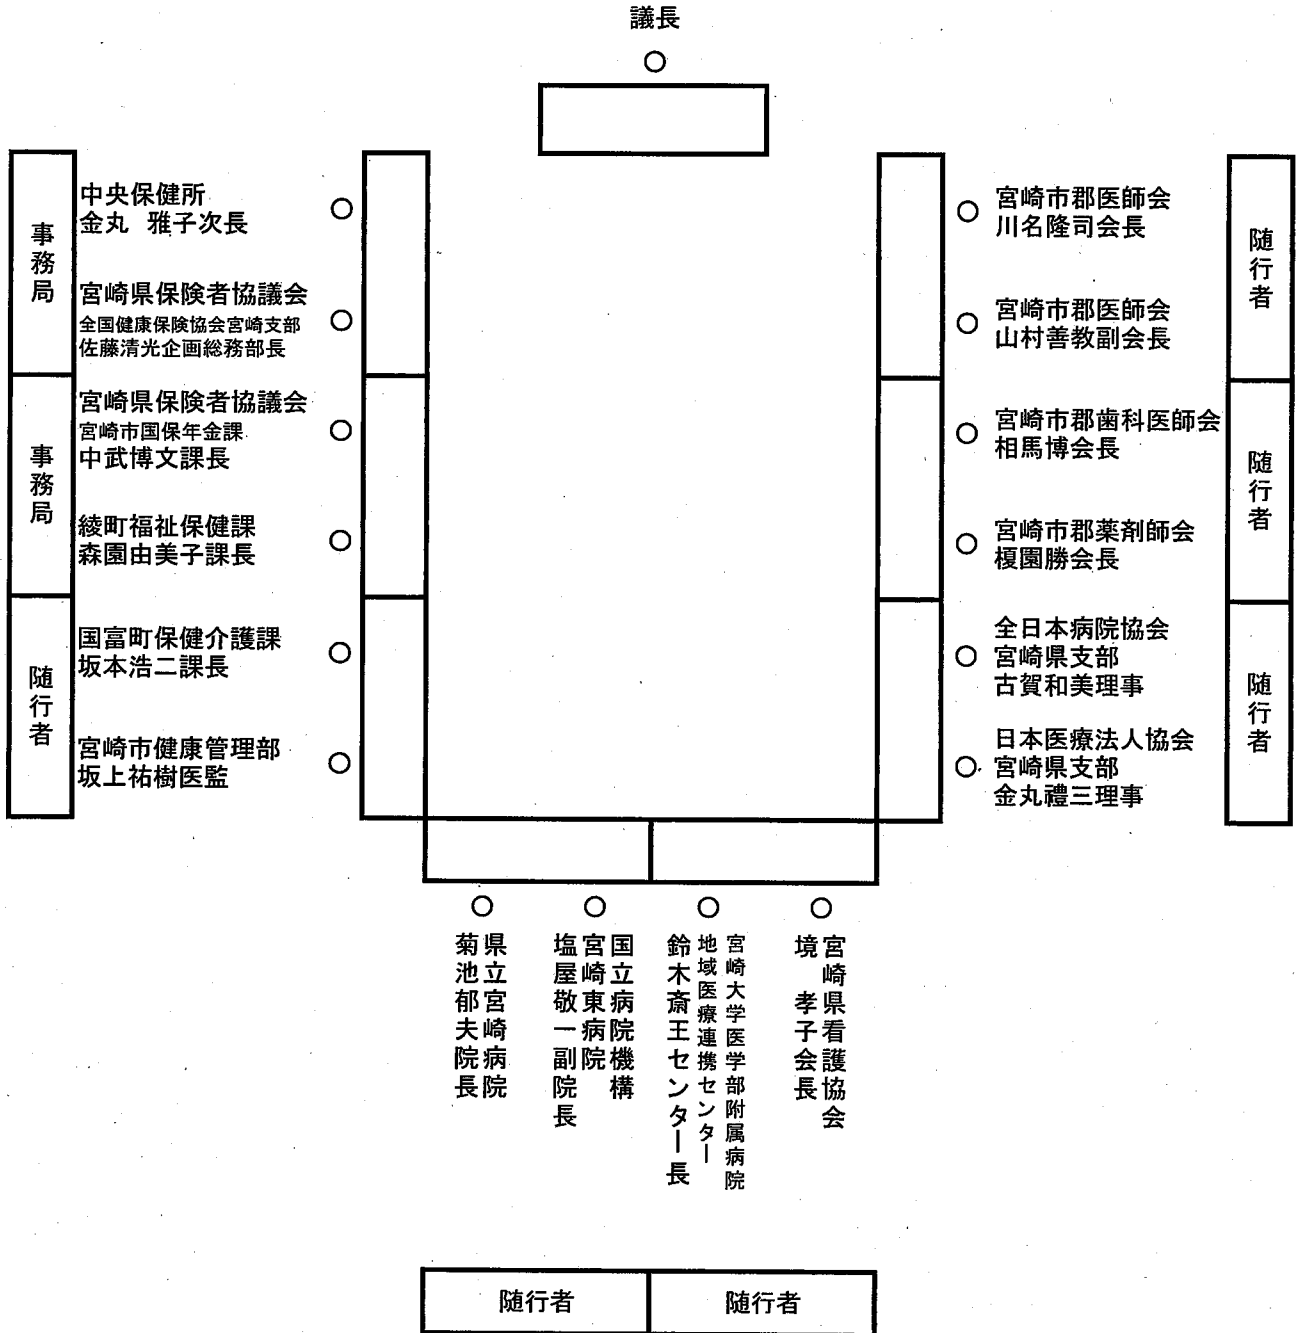 議長
事務局
中央保健所
金丸 雅子次長
宮崎県保険者協議会
全国健康保険協会宮崎支部
佐藤清光企画総務部長
事務局
宮崎県保険者協議会
宮崎市国保年金課
中武博文課長
綾町福祉保健課
森園由美子課長
随行者
国富町保健介護課
坂本浩二課長
宮崎市健康管理部
坂上祐樹医監
宮崎市郡医師会
川名隆司会長
宮崎市郡医師会
山村善教副会長
随行者
宮崎市郡歯科医師会
相馬博会長
宮崎市郡薬剤師会
榎園勝会長
随行者
全日本病院協会
宮崎県支部
古賀和美理事
日本医療法人協会
宮崎県支部
金丸禮三理事
随行者
県立宮崎病院
菊池郁夫院長
国立病院機構
宮崎東病院
塩屋敬一副院長
宮崎大学医学部附属病院
地域医療連携センター
鈴木斎王センター長
宮崎県看護協会
境 孝子会長
随行者
随行者